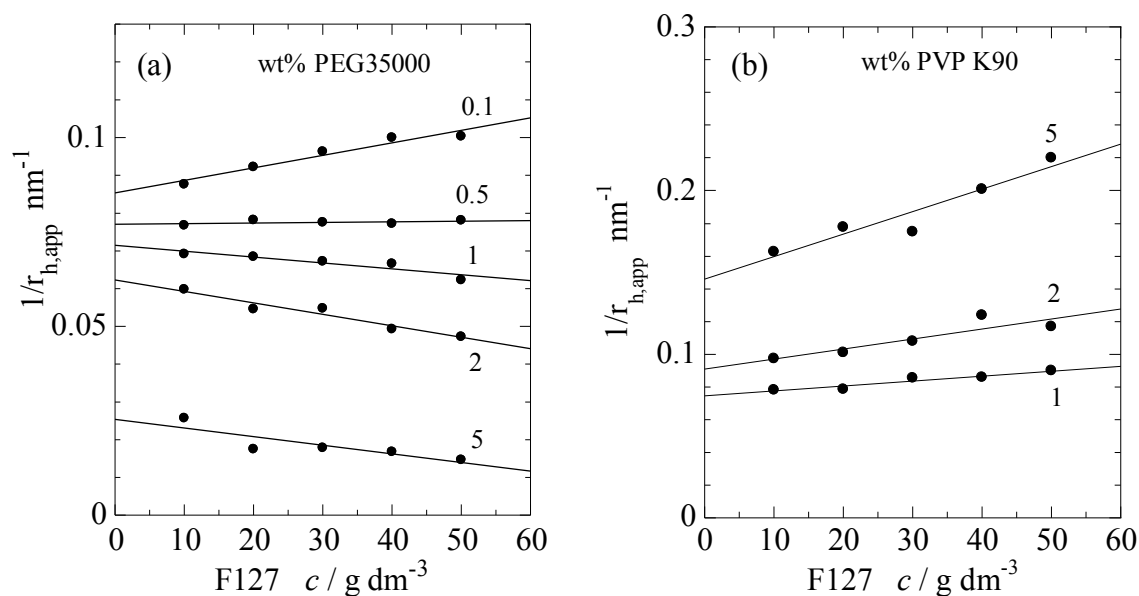 (a)
wt% PEG35000
0.1
0.5
1
2
5
0.1
0.05
0
1/r_h,app nm⁻¹
0 10 20 30 40 50 60
F127 c / g dm⁻³
(b)
wt% PVP K90
5
2
1
0.3
0.2
0.1
0
1/r_h,app nm⁻¹
0 10 20 30 40 50 60
F127 c / g dm⁻³